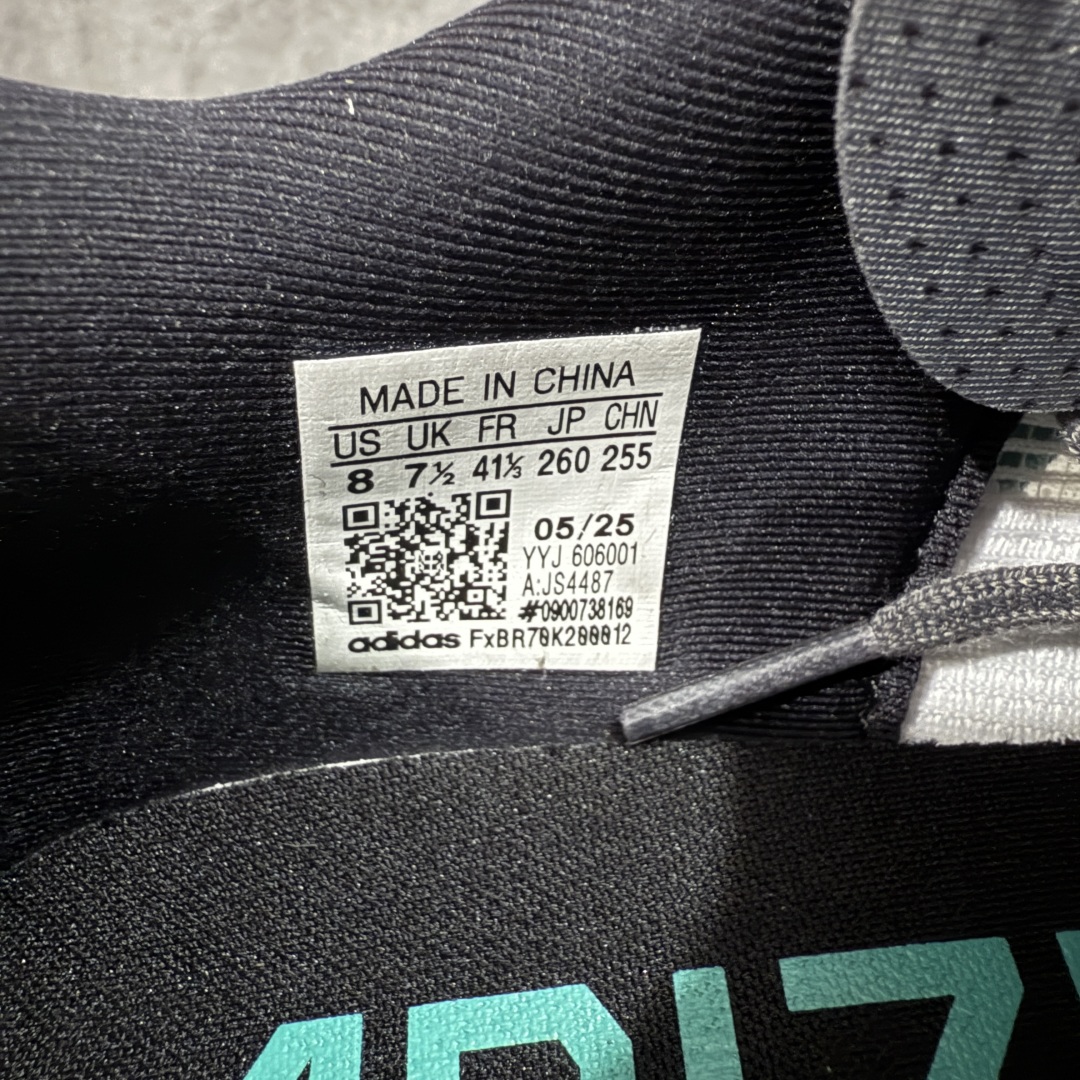 MADE IN CHINA
US UK FR JP CHN
8 7½ 41⅓ 260 255
05/25
YYJ 606001
A:JS4487
#0900738169
adidas FxBR70K200012